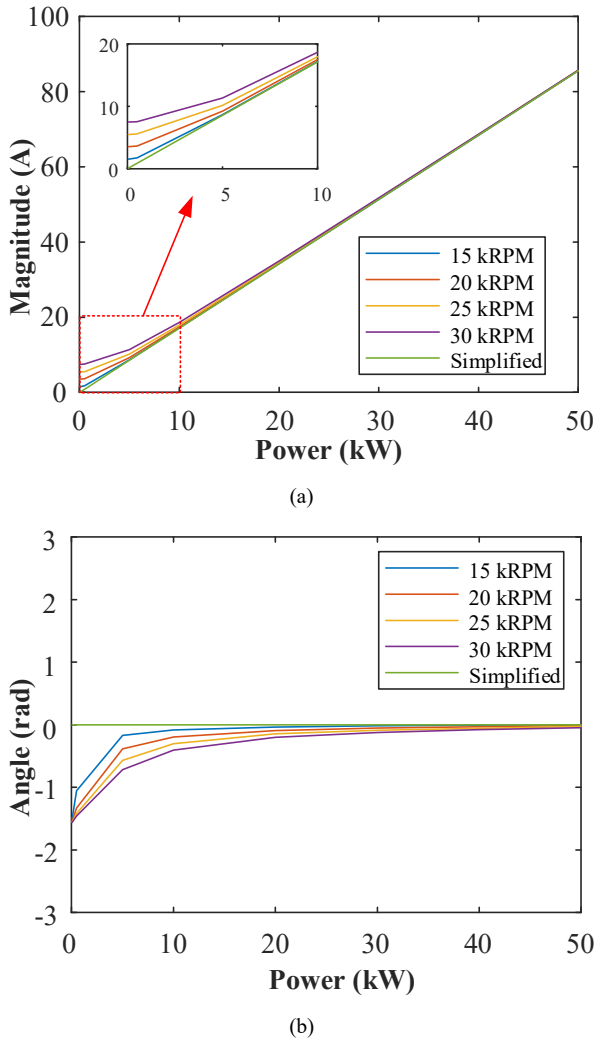 100
80
60
40
20
0
Magnitude (A)
20
10
0
0 5 10
15 kRPM
20 kRPM
25 kRPM
30 kRPM
Simplified
0 10 20 30 40 50
Power (kW)
(a)
3
2
1
0
-1
-2
-3
Angle (rad)
15 kRPM
20 kRPM
25 kRPM
30 kRPM
Simplified
0 10 20 30 40 50
Power (kW)
(b)